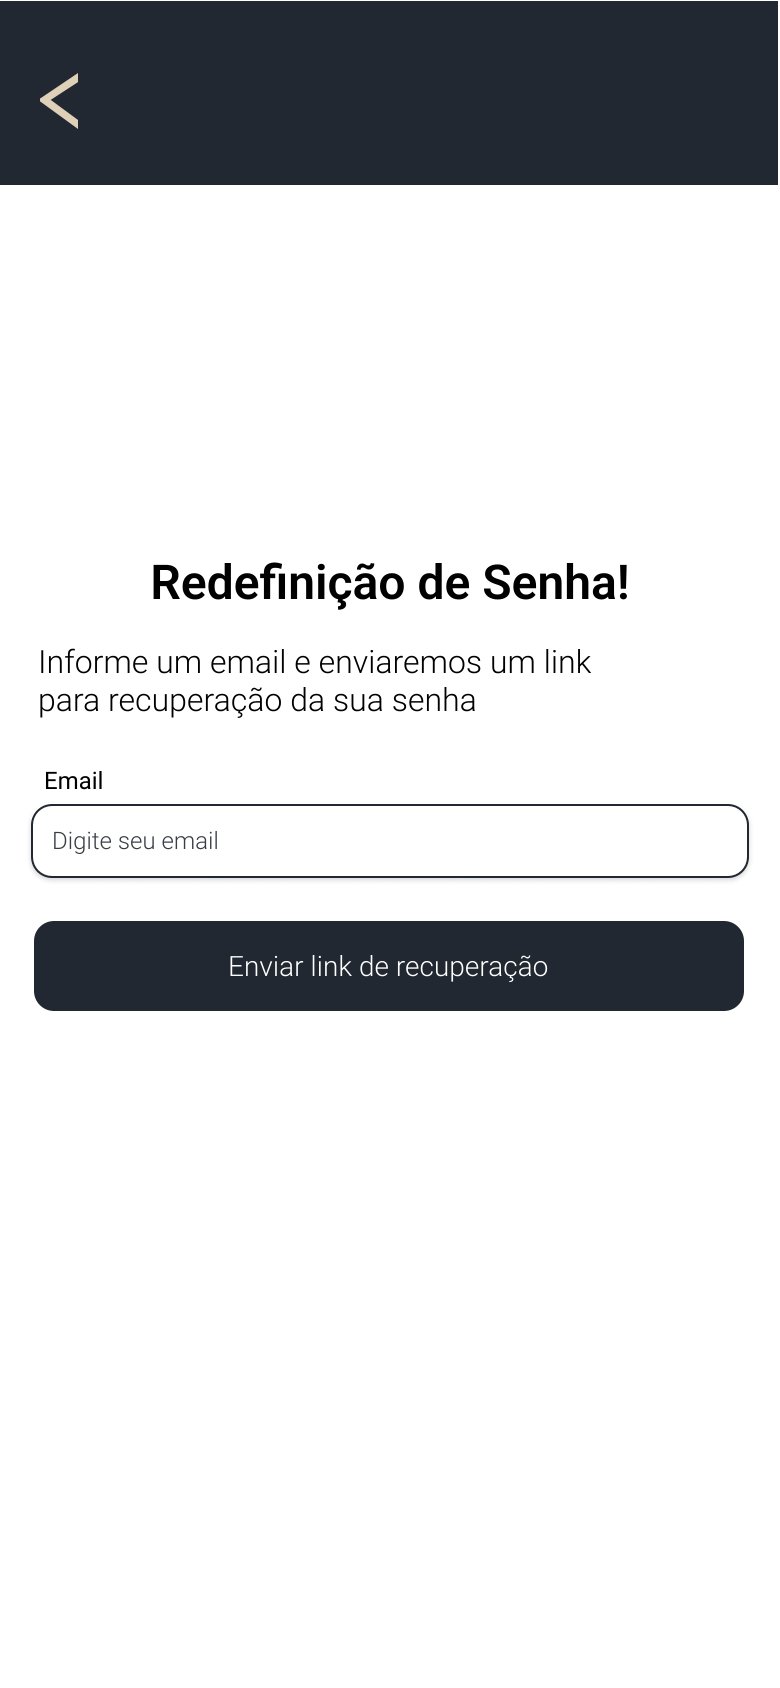 Redefinição de Senha!
Informe um email e enviaremos um link
para recuperação da sua senha
Email
Digite seu email
Enviar link de recuperação